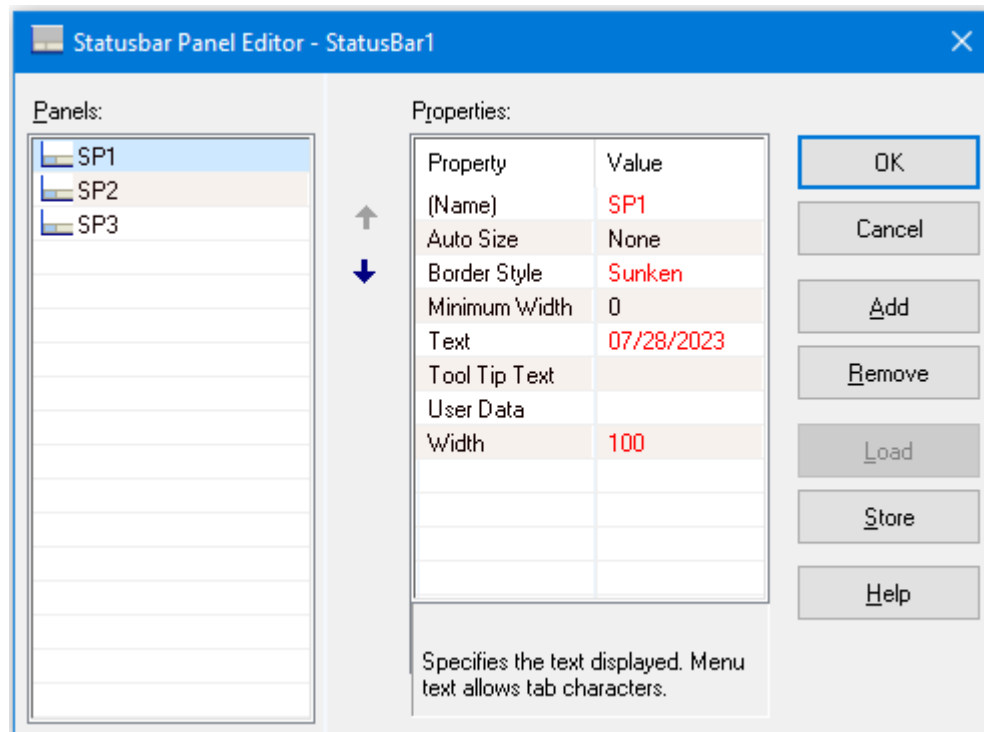 Statusbar Panel Editor - StatusBar1
Panels:
SP1
SP2
SP3
Properties:
Property Value
(Name) SP1
Auto Size None
Border Style Sunken
Minimum Width 0
Text 07/28/2023
Tool Tip Text
User Data
Width 100
Specifies the text displayed. Menu
text allows tab characters.
OK
Cancel
Add
Remove
Load
Store
Help